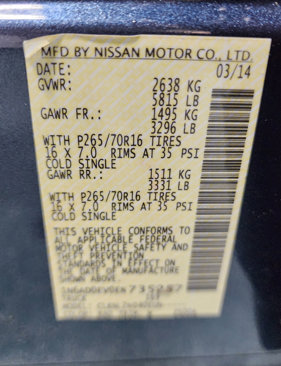 MFD BY NISSAN MOTOR CO., LTD.
DATE: 03/14
GVWR: 2638 KG
5815 LB
GAWR FR.: 1495 KG
3296 LB
WITH P265/70R16 TIRES
16 X 7.0 RIMS AT 35 PSI
COLD SINGLE
GAWR RR.: 1511 KG
3331 LB
WITH P265/70R16 TIRES
16 X 7.0 RIMS AT 35 PSI
COLD SINGLE
THIS VEHICLE CONFORMS TO
ALL APPLICABLE FEDERAL
MOTOR VEHICLE SAFETY AND
THEFT PREVENTION
STANDARDS IN EFFECT ON
THE DATE OF MANUFACTURE
SHOWN ABOVE
TRUCK